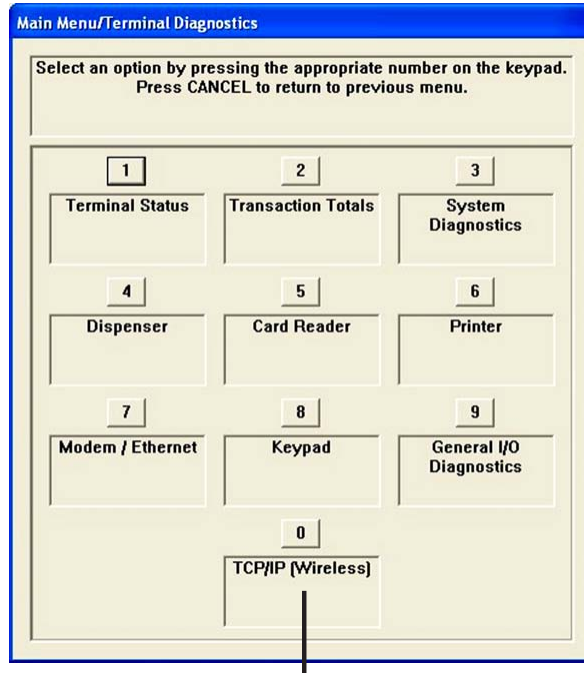 Main Menu/Terminal Diagnostics
Select an option by pressing the appropriate number on the keypad.
Press CANCEL to return to previous menu.
1
2
3
Terminal Status
Transaction Totals
System
Diagnostics
4
5
6
Dispenser
Card Reader
Printer
7
8
9
Modem / Ethernet
Keypad
General I/O
Diagnostics
0
TCP/IP (Wireless)